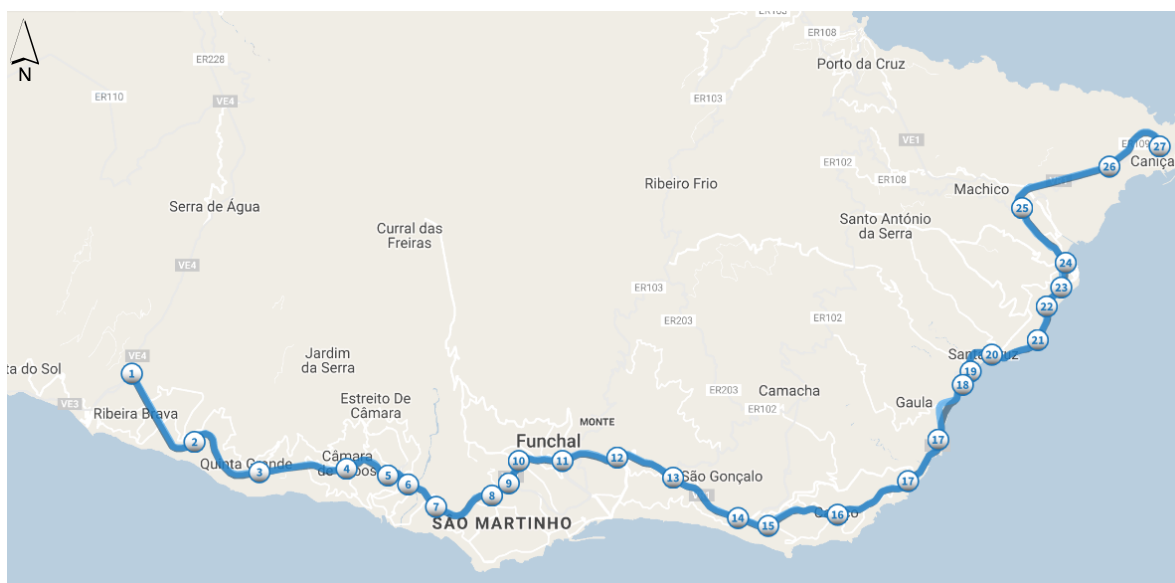 ER103
ER108
Porto da Cruz
N
ER228
VE4
ER110
ER103
VE1
ER102
ER108
ER109
27
Caniça
26
Ribeiro Frio
Machico
25
Serra de Água
Santo António
da Serra
Curral das
Freiras
VE4
24
ER103
23
22
ER102
ER203
21
VE4
Jardim
da Serra
20
ta do Sol
1
19
18
Camacha
ER203
Estreito De
Câmara
Gaula
VE3
Ribeira Brava
ER102
MONTE
2
Funchal
17
Quinta Grande
3
Câmara
4
10
11
12
5
6
13
São Gonçalo
17
9
8
7
14
15
16
SÃO MARTINHO